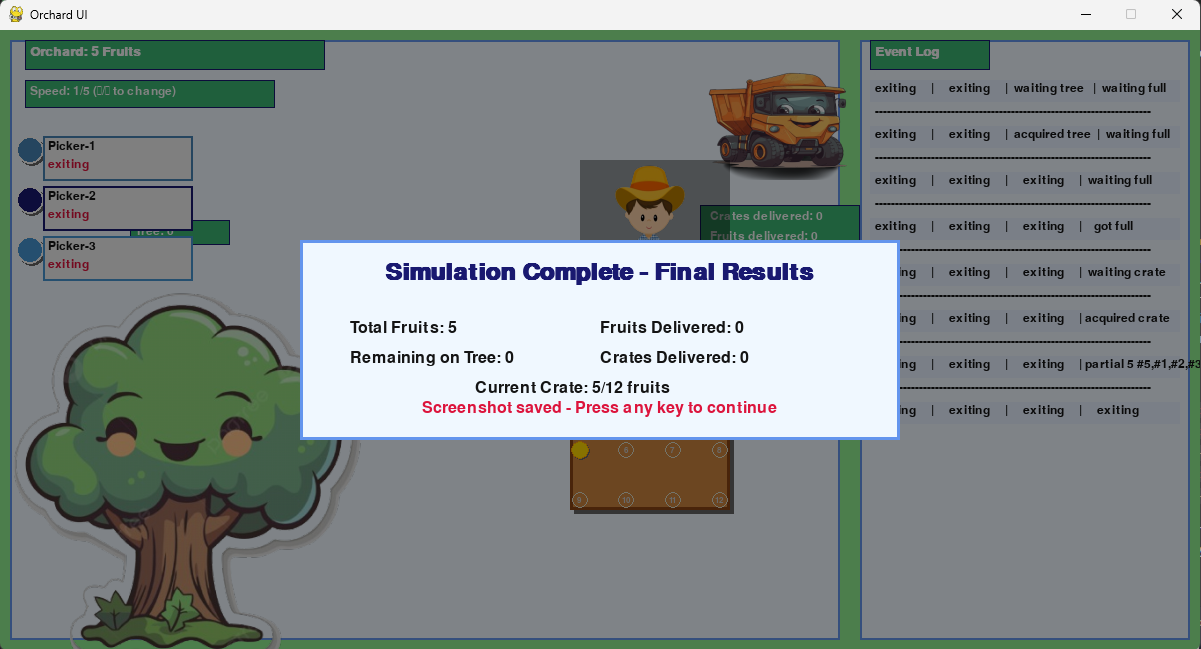 Orchard UI
Orchard: 5 Fruits
Speed: 1/5 (▯/▯ to change)
Picker-1
exiting
Picker-2
exiting
Tree: 0
Picker-3
exiting
Crates delivered: 0
Fruits delivered: 0
Simulation Complete - Final Results
Total Fruits: 5 Fruits Delivered: 0
Remaining on Tree: 0 Crates Delivered: 0
Current Crate: 5/12 fruits
Screenshot saved - Press any key to continue
6 7 8
9 10 11 12
Event Log
exiting | exiting | waiting tree | waiting full
exiting | exiting | acquired tree | waiting full
exiting | exiting | exiting | waiting full
exiting | exiting | exiting | got full
ing | exiting | exiting | waiting crate
ing | exiting | exiting | acquired crate
ing | exiting | exiting | partial 5 #5,#1,#2,#3
ing | exiting | exiting | exiting